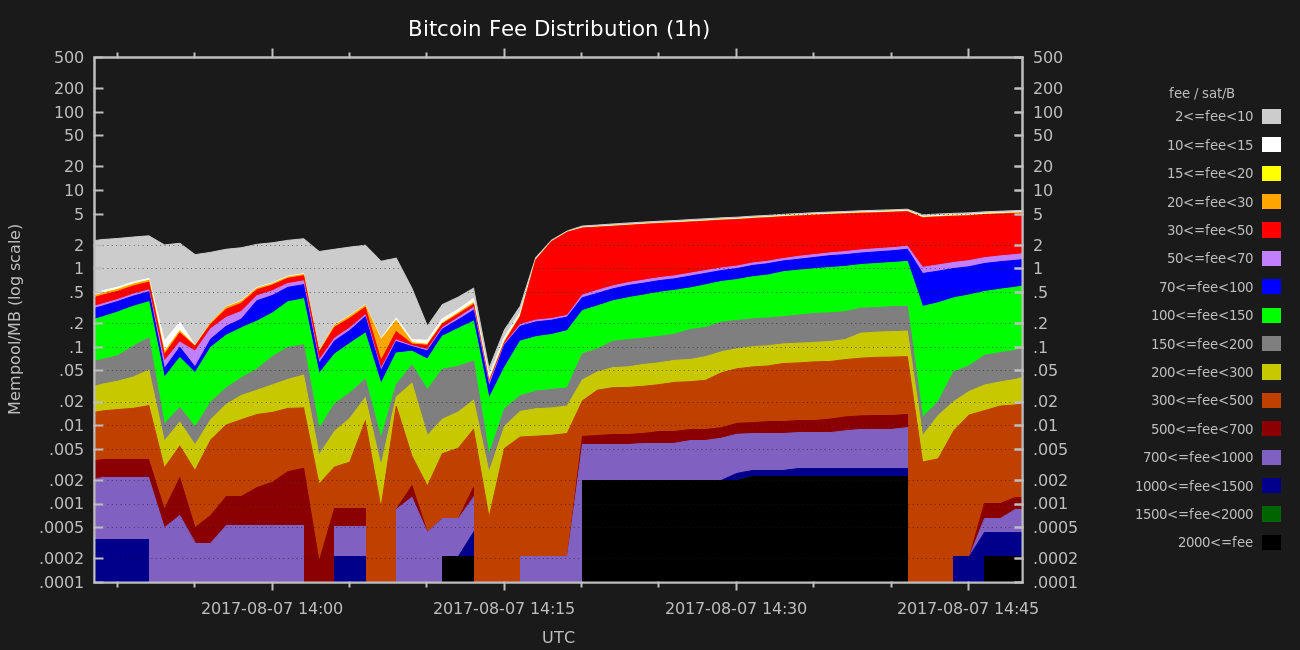 Bitcoin Fee Distribution (1h)
500
200
100
50
20
10
5
2
1
.5
.2
.1
.05
.02
.01
.005
.002
.001
.0005
.0002
.0001
Mempool/MB (log scale)
500
200
100
50
20
10
5
2
1
.5
.2
.1
.05
.02
.01
.005
.002
.001
.0005
.0002
.0001
2017-08-07 14:00
2017-08-07 14:15
2017-08-07 14:30
2017-08-07 14:45
UTC
fee / sat/B
2<=fee<10
10<=fee<15
15<=fee<20
20<=fee<30
30<=fee<50
50<=fee<70
70<=fee<100
100<=fee<150
150<=fee<200
200<=fee<300
300<=fee<500
500<=fee<700
700<=fee<1000
1000<=fee<1500
1500<=fee<2000
2000<=fee